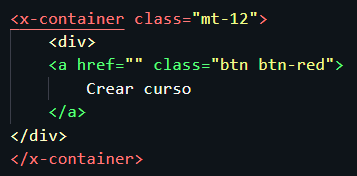 <x-container class="mt-12">
<div>
<a href="" class="btn btn-red">
Crear curso
</a>
</div>
</x-container>